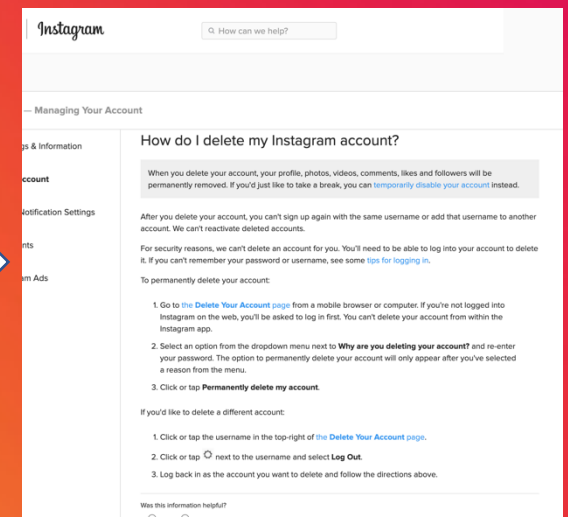 Instagram
How can we help?
— Managing Your Account
gs & Information
ccount
Notification Settings
nts
m Ads
How do I delete my Instagram account?
When you delete your account, your profile, photos, videos, comments, likes and followers will be
permanently removed. If you'd just like to take a break, you can temporarily disable your account instead.
After you delete your account, you can't sign up again with the same username or add that username to another
account. We can't reactivate deleted accounts.
For security reasons, we can't delete an account for you. You'll need to be able to log into your account to delete
it. If you can't remember your password or username, see some tips for logging in.
To permanently delete your account:
1. Go to the Delete Your Account page from a mobile browser or computer. If you're not logged into
Instagram on the web, you'll be asked to log in first. You can't delete your account from within the
Instagram app.
2. Select an option from the dropdown menu next to Why are you deleting your account? and re-enter
your password. The option to permanently delete your account will only appear after you've selected
a reason from the menu.
3. Click or tap Permanently delete my account.
If you'd like to delete a different account:
1. Click or tap the username in the top-right of the Delete Your Account page.
2. Click or tap next to the username and select Log Out.
3. Log back in as the account you want to delete and follow the directions above.
Was this information helpful?